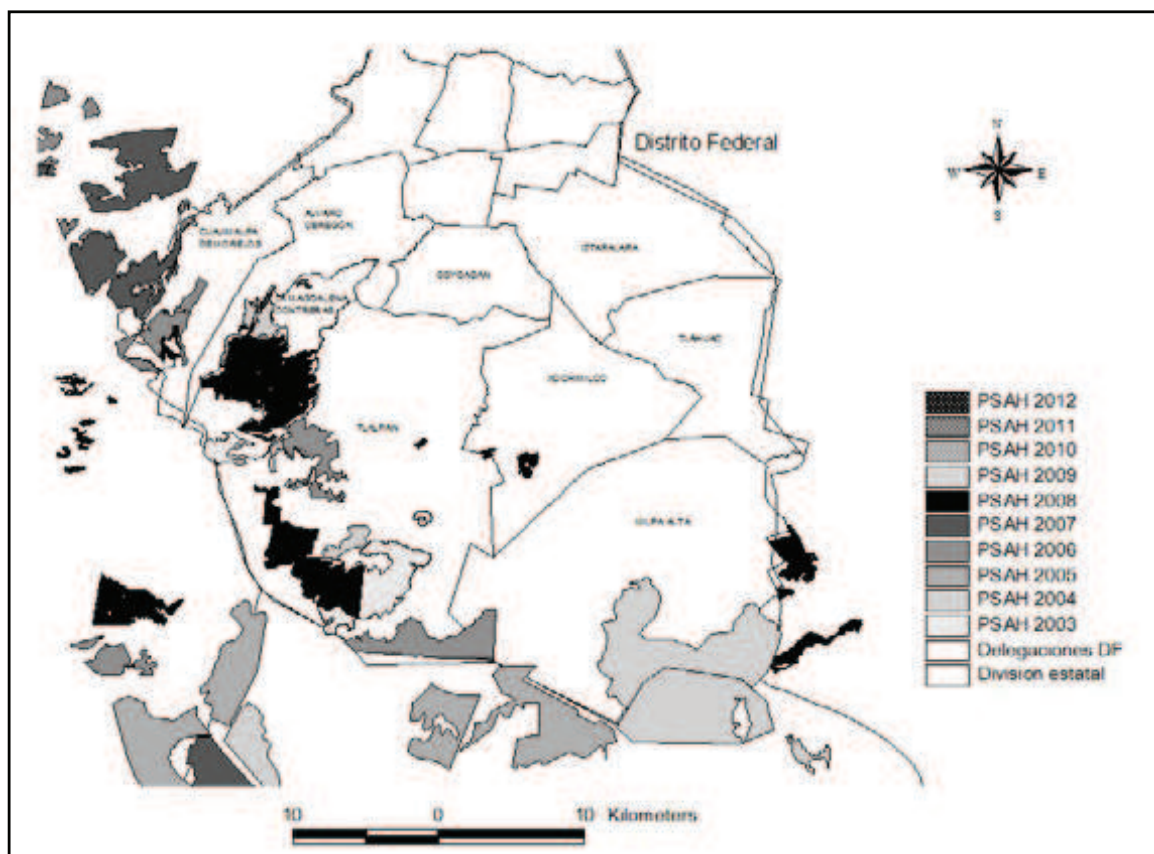 Distrito Federal
N
W E
S
CUAJIMALPA
DE MORELOS
ALVARO
OBREGON
IZTAPALAPA
COYOACAN
MAGDALENA
CONTRERAS
TLAHUAC
XOCHIMILCO
TLALPAN
MILPA ALTA
PSAH 2012
PSAH 2011
PSAH 2010
PSAH 2009
PSAH 2008
PSAH 2007
PSAH 2006
PSAH 2005
PSAH 2004
PSAH 2003
Delegaciones DF
Division estatal
10 0 10 Kilometers